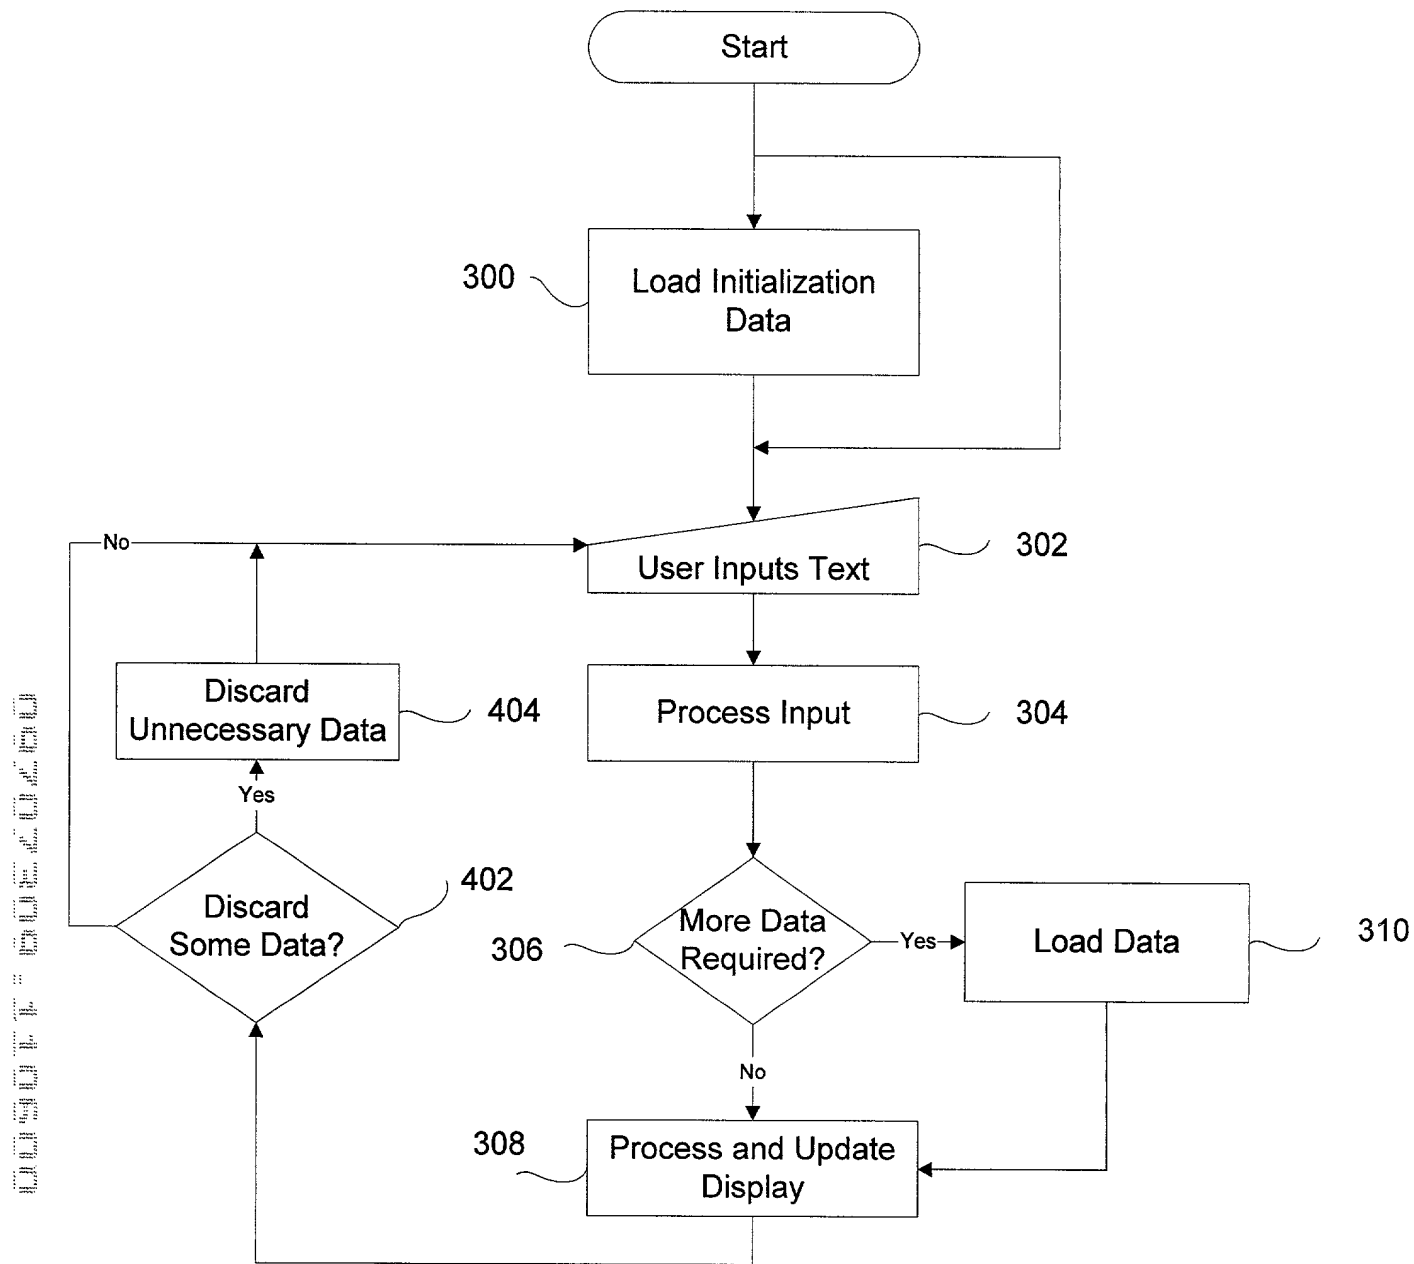 Start
300
Load Initialization
Data
No
302
User Inputs Text
Discard
Unnecessary Data
404
Process Input
304
Yes
402
Discard
Some Data?
306
More Data
Required?
Yes
Load Data
310
No
308
Process and Update
Display